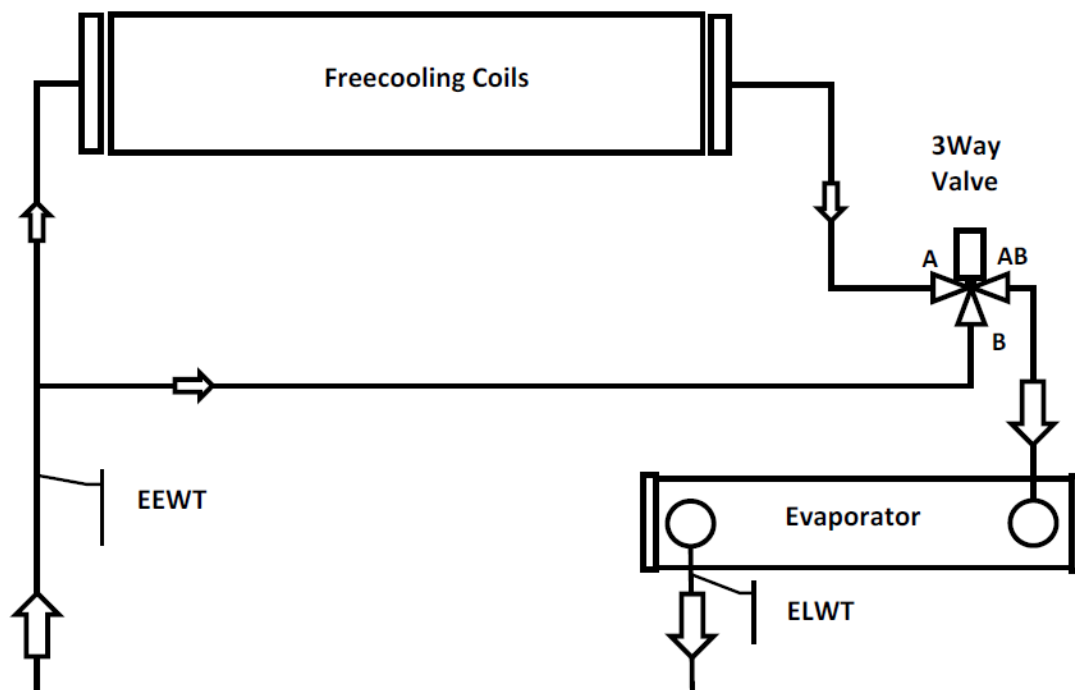 Freecooling Coils
3Way
Valve
A
AB
B
EEWT
Evaporator
ELWT